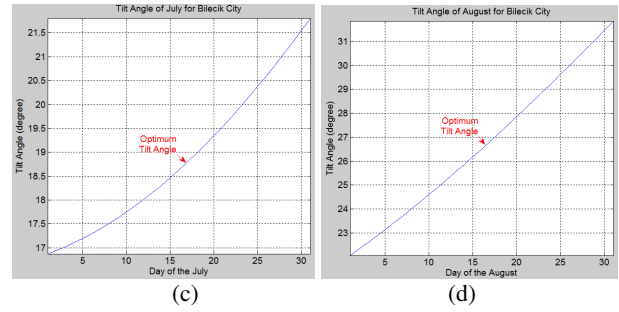 Tilt Angle of July for Bilecik City
21.5
21
20.5
20
19.5
19
18.5
18
17.5
17
Tilt Angle (degree)
Optimum
Tilt Angle
5
10
15
20
25
30
Day of the July
(c)
Tilt Angle of August for Bilecik City
31
30
29
28
27
26
25
24
23
Tilt Angle (degree)
Optimum
Tilt Angle
5
10
15
20
25
30
Day of the August
(d)